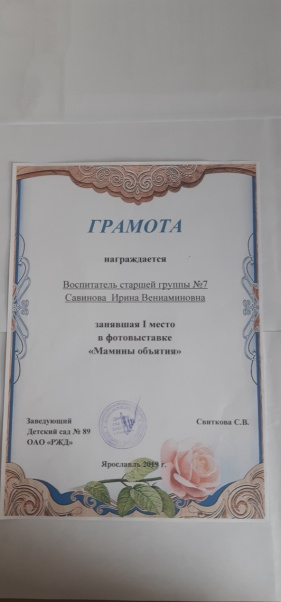 ГРАМОТА
награждается
Воспитатель старшей группы №7
Савинова Ирина Вениаминовна
занявшая I место
в фотовыставке
«Мамины объятия»
Заведующий Свиткова С.В.
Детский сад № 89
ОАО «РЖД»
Ярославль 2019 г.